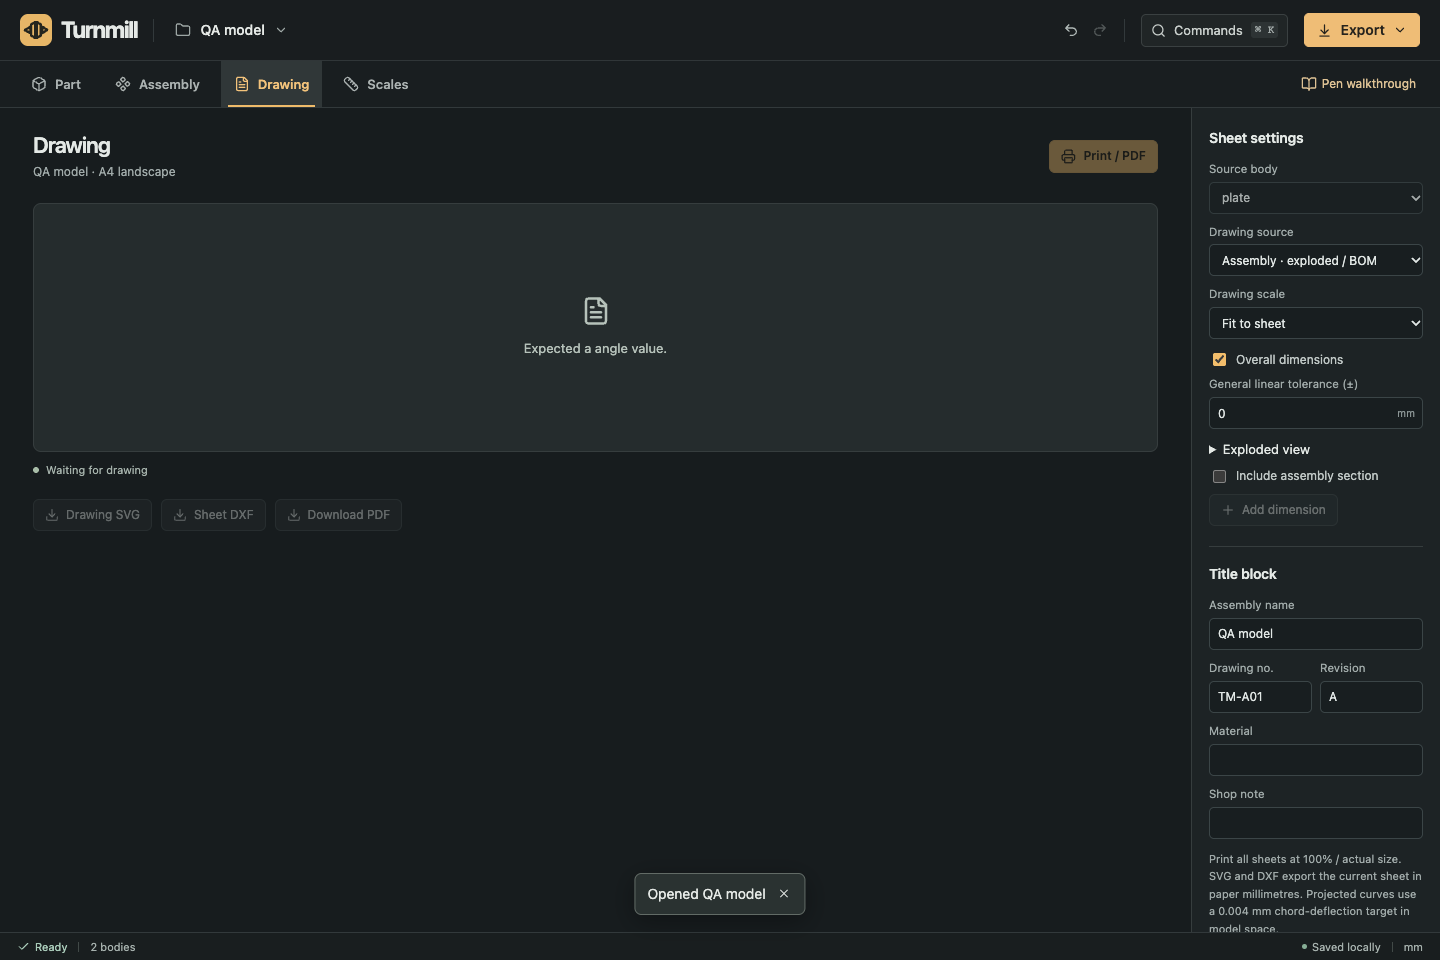 Turnmill
QA model
Commands ⌘ K
Export
Part
Assembly
Drawing
Scales
Pen walkthrough
Drawing
QA model · A4 landscape
Print / PDF
Expected a angle value.
Waiting for drawing
Drawing SVG
Sheet DXF
Download PDF
Sheet settings
Source body
plate
Drawing source
Assembly · exploded / BOM
Drawing scale
Fit to sheet
Overall dimensions
General linear tolerance (±)
0 mm
Exploded view
Include assembly section
Add dimension
Title block
Assembly name
QA model
Drawing no. Revision
TM-A01 A
Material
Shop note
Print all sheets at 100% / actual size.
SVG and DXF export the current sheet in
paper millimetres. Projected curves use
a 0.004 mm chord-deflection target in
model space.
Opened QA model
Ready
2 bodies
Saved locally
mm